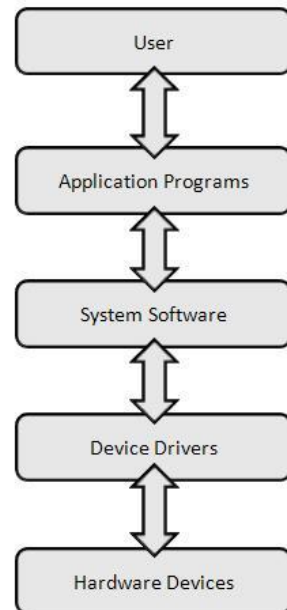 User
Application Programs
System Software
Device Drivers
Hardware Devices